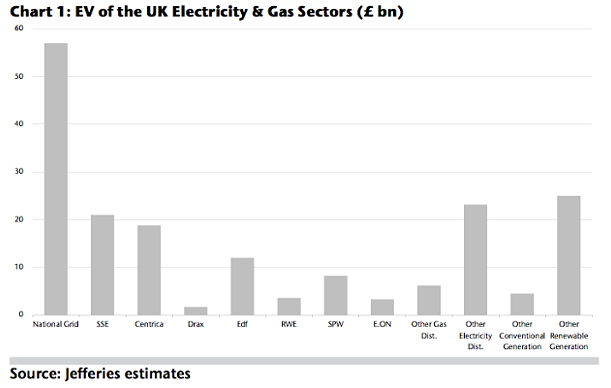 Chart 1: EV of the UK Electricity & Gas Sectors (£ bn)
60
50
40
30
20
10
0
National Grid
SSE
Centrica
Drax
Edf
RWE
SPW
E.ON
Other Gas
Dist.
Other
Electricity
Dist.
Other
Conventional
Generation
Other
Renewable
Generation
Source: Jefferies estimates